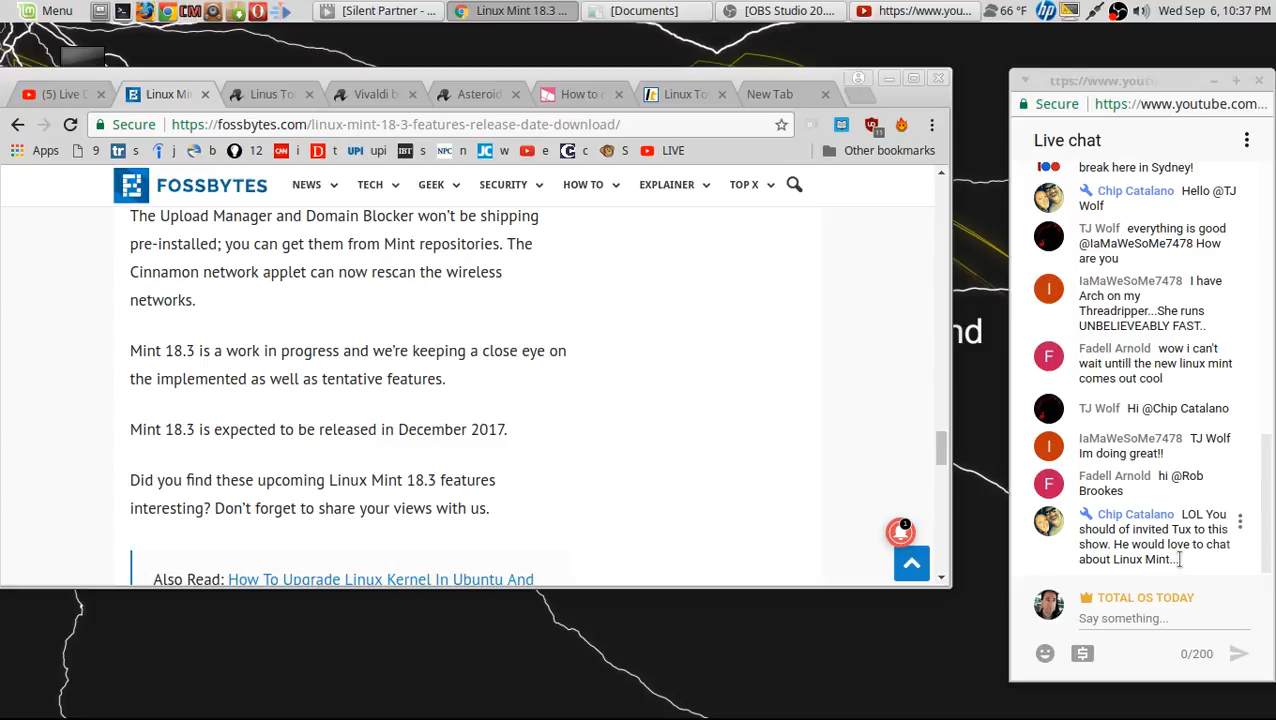 Menu
CM
[Silent Partner - ...
Linux Mint 18.3 ...
[Documents]
[OBS Studio 20....
https://www.you...
66 °F
Wed Sep 6, 10:37 PM
(5) Live D
Linux Mi
Linus To
Vivaldi b
Asteroid
How to c
Linux To
New Tab
Secure
https://fossbytes.com/linux-mint-18-3-features-release-date-download/
11
Apps
9
s
j
b
12
i
t
upi
s
n
w
e
c
S
LIVE
Other bookmarks
FOSSBYTES
NEWS
TECH
GEEK
SECURITY
HOW TO
EXPLAINER
TOP X
The Upload Manager and Domain Blocker won't be shipping
pre-installed; you can get them from Mint repositories. The
Cinnamon network applet can now rescan the wireless
networks.
Mint 18.3 is a work in progress and we're keeping a close eye on
the implemented as well as tentative features.
Mint 18.3 is expected to be released in December 2017.
Did you find these upcoming Linux Mint 18.3 features
interesting? Don't forget to share your views with us.
Also Read: How To Upgrade Linux Kernel In Ubuntu And
1
nd
ttps://www.youtu
Secure
https://www.youtube.com...
Live chat
break here in Sydney!
Chip Catalano Hello @TJ
Wolf
TJ Wolf everything is good
@IaMaWeSoMe7478 How
are you
I
IaMaWeSoMe7478 I have
Arch on my
Threadripper...She runs
UNBELIEVEABLY FAST..
F
Fadell Arnold wow i can't
wait untill the new linux mint
comes out cool
TJ Wolf Hi @Chip Catalano
I
IaMaWeSoMe7478 TJ Wolf
Im doing great!!
F
Fadell Arnold hi @Rob
Brookes
Chip Catalano LOL You
should of invited Tux to this
show. He would love to chat
about Linux Mint...
TOTAL OS TODAY
Say something...
0/200